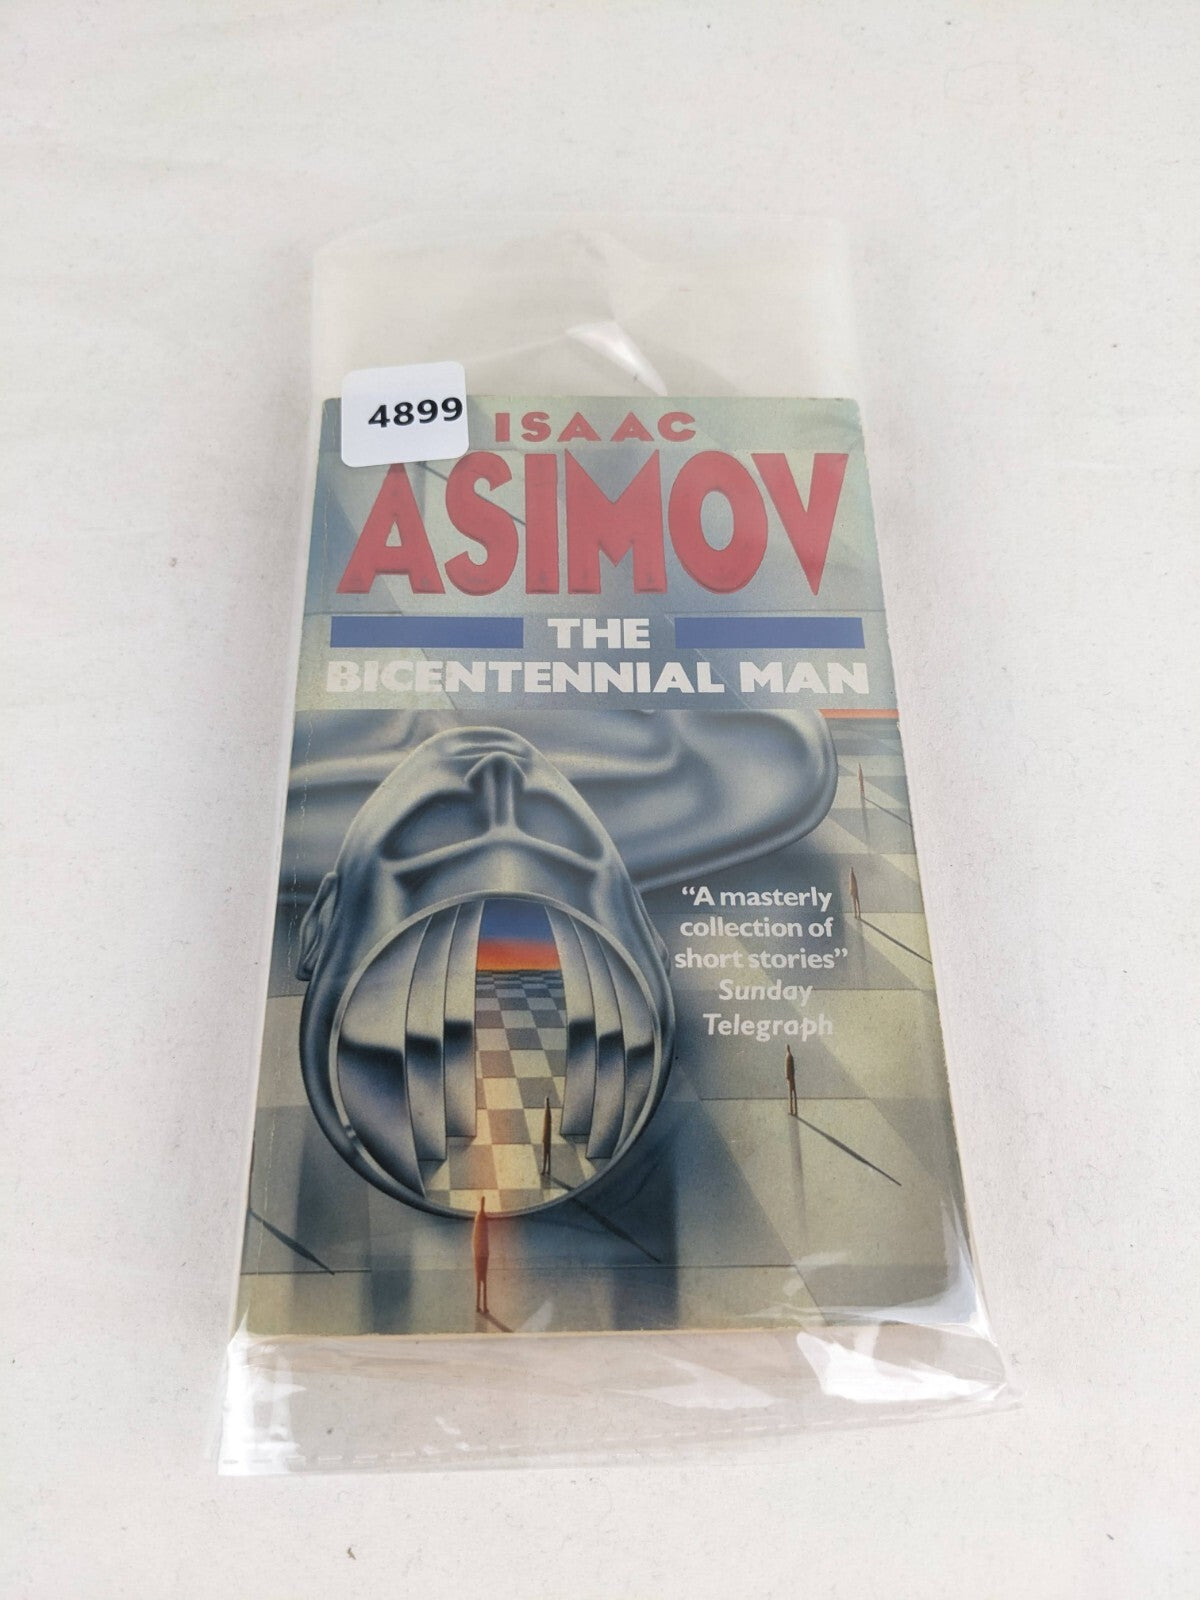 4899
ISAAC
ASIMOV
THE
BICENTENNIAL MAN
“A masterly
collection of
short stories”
Sunday
Telegraph